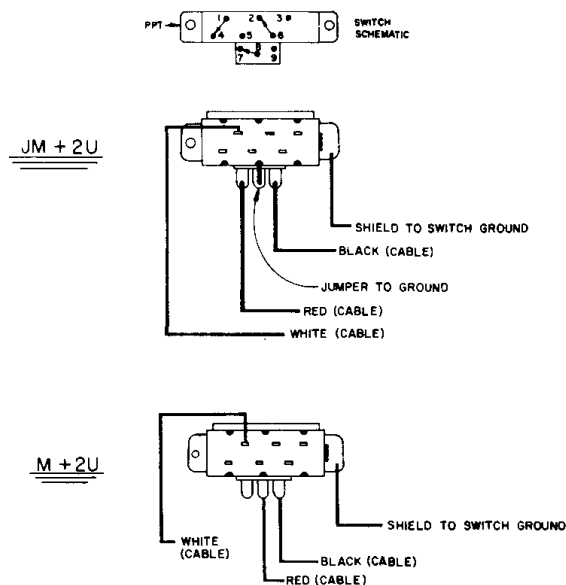 PPT
1 2 3
4 5 6
7 8 9
SWITCH
SCHEMATIC
JM + 2U
SHIELD TO SWITCH GROUND
BLACK (CABLE)
JUMPER TO GROUND
RED (CABLE)
WHITE (CABLE)
M + 2U
SHIELD TO SWITCH GROUND
WHITE
(CABLE)
BLACK (CABLE)
RED (CABLE)